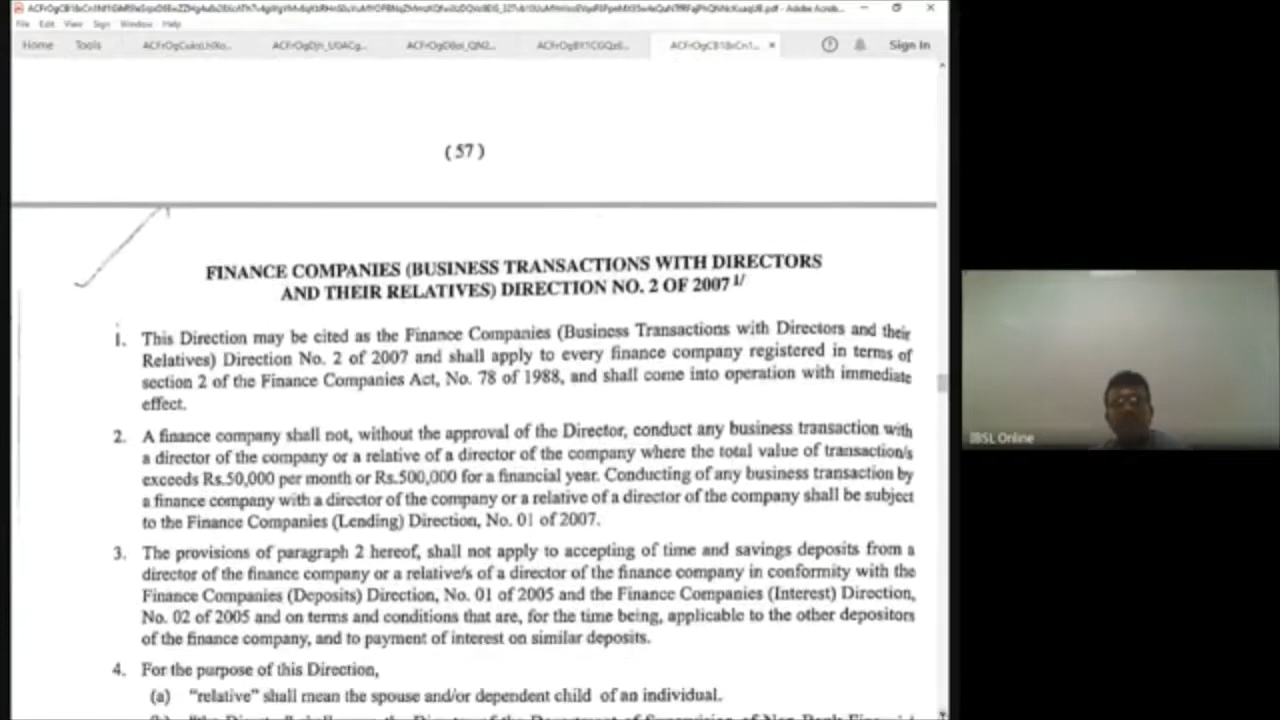 File Edit View Sign Window Help
Home Tools Sign In
(57)
FINANCE COMPANIES (BUSINESS TRANSACTIONS WITH DIRECTORS
AND THEIR RELATIVES) DIRECTION NO. 2 OF 2007 1/
1. This Direction may be cited as the Finance Companies (Business Transactions with Directors and their
Relatives) Direction No. 2 of 2007 and shall apply to every finance company registered in terms of
section 2 of the Finance Companies Act, No. 78 of 1988, and shall come into operation with immediate
effect.
2. A finance company shall not, without the approval of the Director, conduct any business transaction with
a director of the company or a relative of a director of the company where the total value of transaction/s
exceeds Rs.50,000 per month or Rs.500,000 for a financial year. Conducting of any business transaction by
a finance company with a director of the company or a relative of a director of the company shall be subject
to the Finance Companies (Lending) Direction, No. 01 of 2007.
3. The provisions of paragraph 2 hereof, shall not apply to accepting of time and savings deposits from a
director of the finance company or a relative/s of a director of the finance company in conformity with the
Finance Companies (Deposits) Direction, No. 01 of 2005 and the Finance Companies (Interest) Direction,
No. 02 of 2005 and on terms and conditions that are, for the time being, applicable to the other depositors
of the finance company, and to payment of interest on similar deposits.
4. For the purpose of this Direction,
(a) "relative" shall mean the spouse and/or dependent child of an individual.
IBSL Online